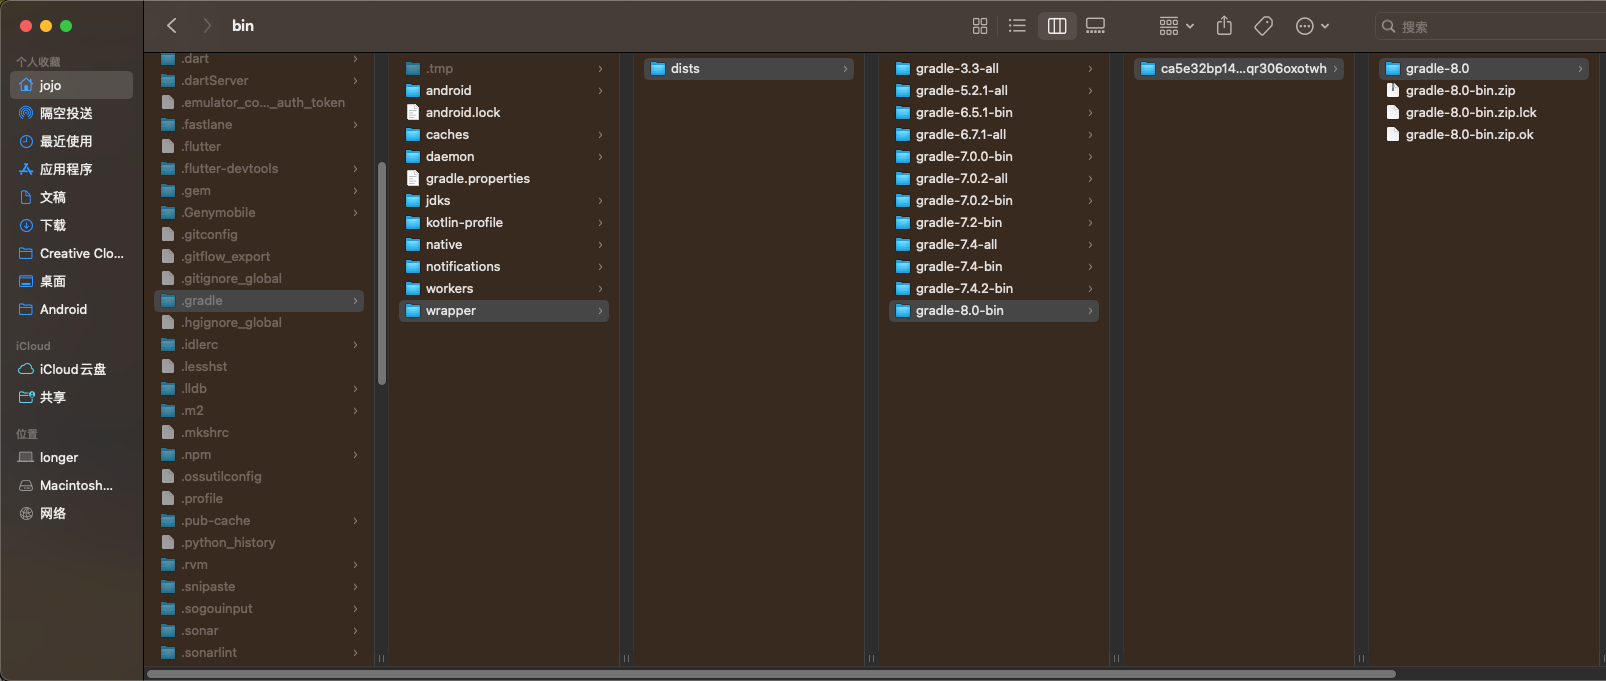 bin
搜索
个人收藏
jojo
隔空投送
最近使用
应用程序
文稿
下载
Creative Clo...
桌面
Android
iCloud
iCloud云盘
共享
位置
longer
Macintosh...
网络
.dart
.dartServer
.emulator_co..._auth_token
.fastlane
.flutter
.flutter-devtools
.gem
.Genymobile
.gitconfig
.gitflow_export
.gitignore_global
.gradle
.hgignore_global
.idlerc
.lesshst
.lldb
.m2
.mkshrc
.npm
.ossutilconfig
.profile
.pub-cache
.python_history
.rvm
.snipaste
.sogouinput
.sonar
.sonarlint
.tmp
android
android.lock
caches
daemon
gradle.properties
jdks
kotlin-profile
native
notifications
workers
wrapper
dists
gradle-3.3-all
gradle-5.2.1-all
gradle-6.5.1-bin
gradle-6.7.1-all
gradle-7.0.0-bin
gradle-7.0.2-all
gradle-7.0.2-bin
gradle-7.2-bin
gradle-7.4-all
gradle-7.4-bin
gradle-7.4.2-bin
gradle-8.0-bin
ca5e32bp14...qr306oxotwh
gradle-8.0
gradle-8.0-bin.zip
gradle-8.0-bin.zip.lck
gradle-8.0-bin.zip.ok